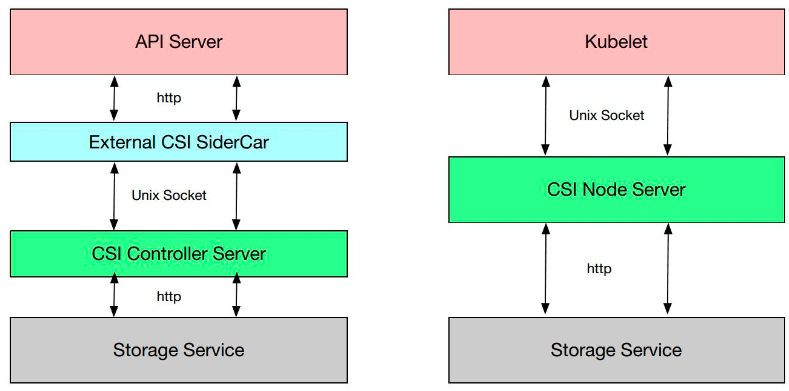 API Server
http
External CSI SiderCar
Unix Socket
CSI Controller Server
http
Storage Service
Kubelet
Unix Socket
CSI Node Server
http
Storage Service